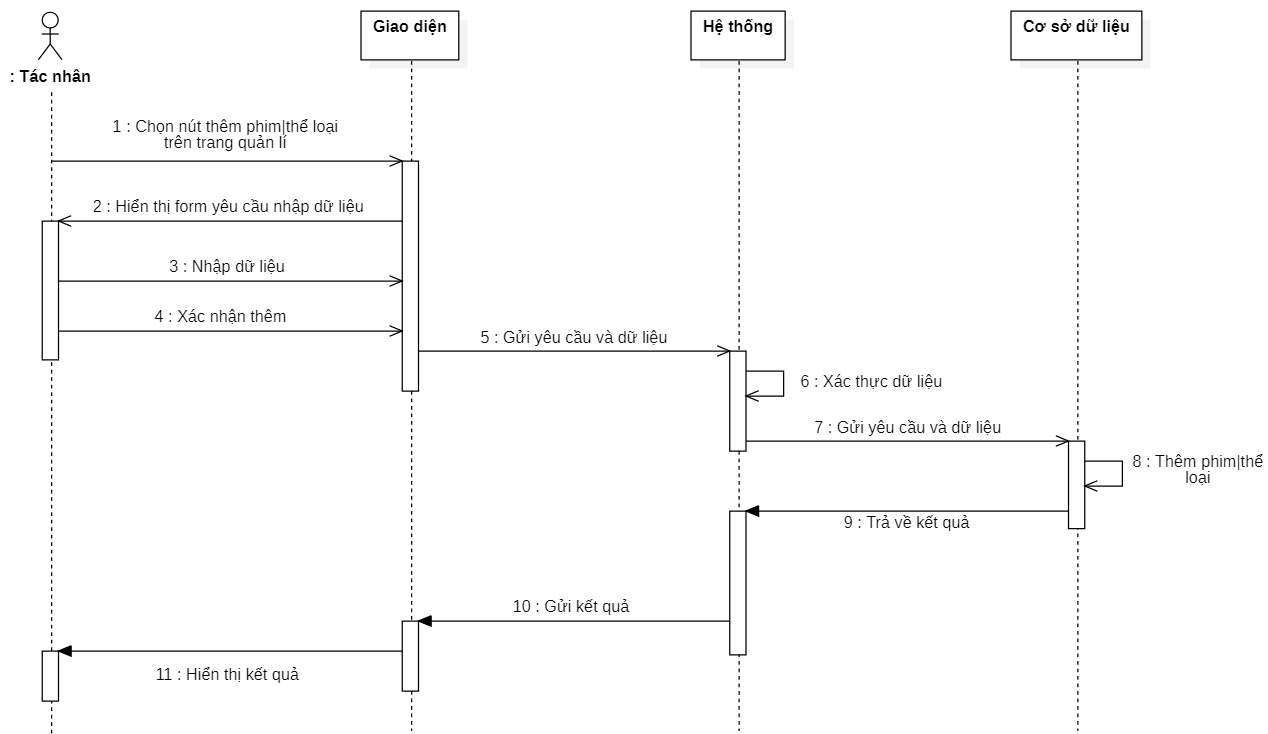 : Tác nhân
Giao diện
Hệ thống
Cơ sở dữ liệu
1 : Chọn nút thêm phim|thể loại
trên trang quản lí
2 : Hiển thị form yêu cầu nhập dữ liệu
3 : Nhập dữ liệu
4 : Xác nhận thêm
5 : Gửi yêu cầu và dữ liệu
6 : Xác thực dữ liệu
7 : Gửi yêu cầu và dữ liệu
8 : Thêm phim|thể
loại
9 : Trả về kết quả
10 : Gửi kết quả
11 : Hiển thị kết quả